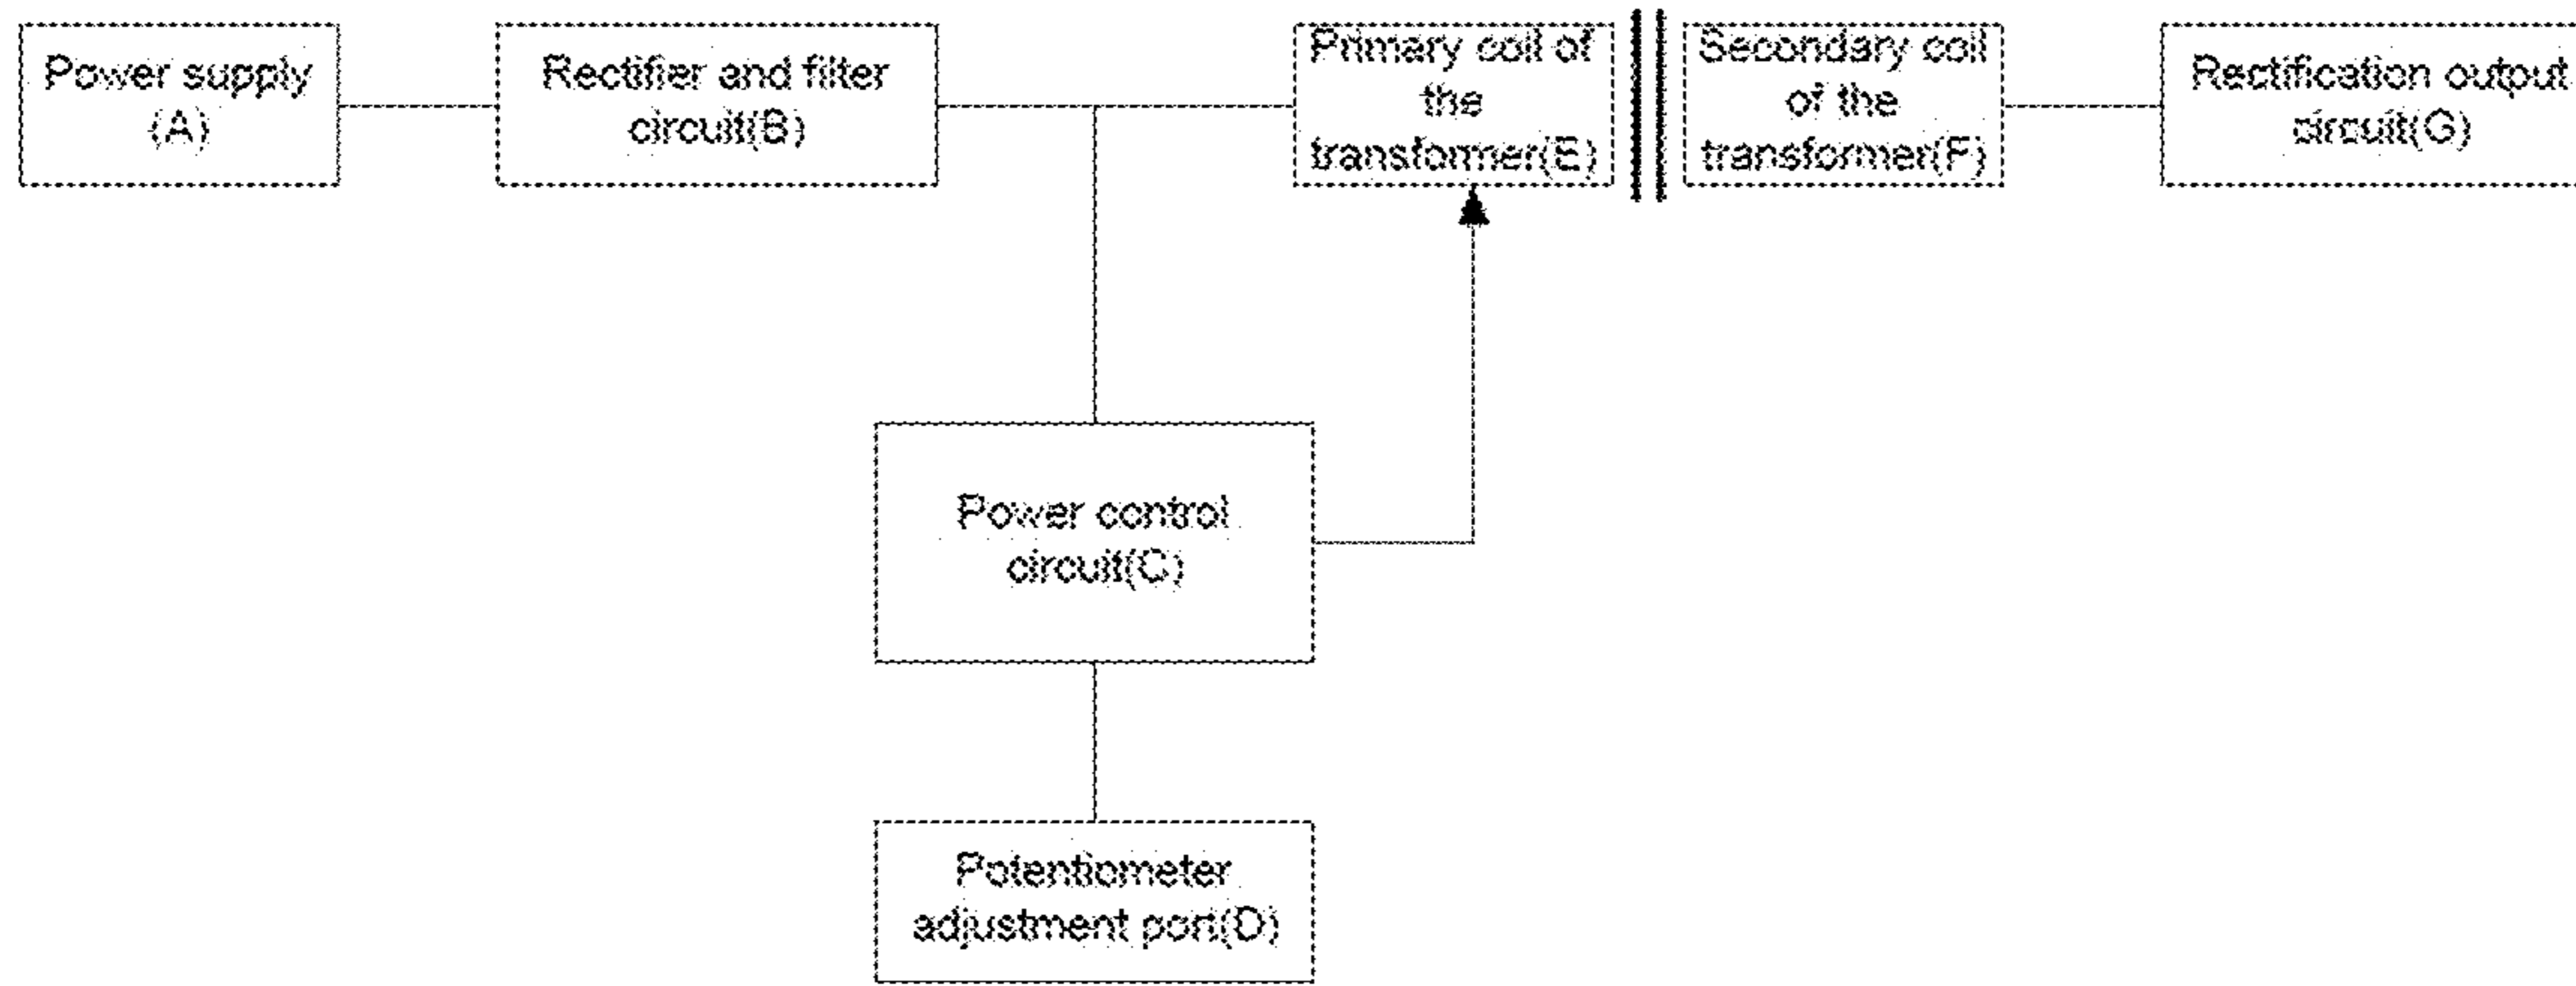 Power supply
(A)
Rectifier and filter
circuit(B)
Primary coil of
the
transformer(E)
Secondary coil
of the
transformer(F)
Rectification output
circuit(G)
Power control
circuit(C)
Potentiometer
adjustment port(D)